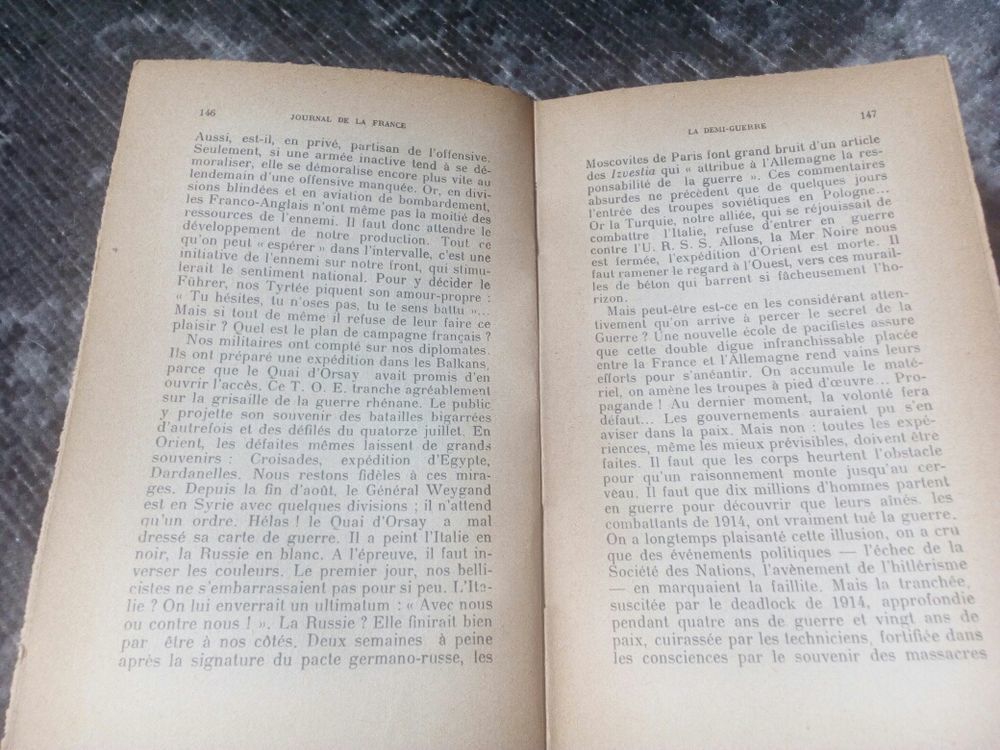 146
JOURNAL DE LA FRANCE
Aussi, est-il, en privé, partisan de l'offensive.
Seulement, si une armée inactive tend à se dé-
moraliser, elle se démoralise encore plus vite au
lendemain d'une offensive manquée. Or, en divi-
sions blindées et en aviation de bombardement,
les Franco-Anglais n'ont même pas la moitié des
ressources de l'ennemi. Il faut donc attendre le
développement de notre production. Tout ce
qu'on peut « espérer » dans l'intervalle, c'est une
initiative de l'ennemi sur notre front, qui stimu-
lerait le sentiment national. Pour y décider le
Führer, nos Tyrtée piquent son amour-propre :
« Tu hésites, tu n'oses pas, tu te sens battu »...
Mais si tout de même il refuse de leur faire ce
plaisir ? Quel est le plan de campagne français ?
Nos militaires ont compté sur nos diplomates.
Ils ont préparé une expédition dans les Balkans,
parce que le Quai d'Orsay avait promis d'en
ouvrir l'accès. Ce T. O. E. tranche agréablement
sur la grisaille de la guerre rhénane. Le public
y projette son souvenir des batailles bigarrées
d'autrefois et des défilés du quatorze juillet. En
Orient, les défaites mêmes laissent de grands
souvenirs : Croisades, expédition d'Egypte,
Dardanelles. Nous restons fidèles à ces mira-
ges. Depuis la fin d'août, le Général Weygand
est en Syrie avec quelques divisions ; il n'attend
qu'un ordre. Hélas ! le Quai d'Orsay a mal
dressé sa carte de guerre. Il a peint l'Italie en
noir, la Russie en blanc. A l'épreuve, il faut in-
verser les couleurs. Le premier jour, nos belli-
cistes ne s'embarrassaient pas pour si peu. L'Ita-
lie ? On lui enverrait un ultimatum : « Avec nous
ou contre nous ! ». La Russie ? Elle finirait bien
par être à nos côtés. Deux semaines à peine
après la signature du pacte germano-russe, les
LA DEMI-GUERRE
147
Moscovites de Paris font grand bruit d'un article
des Izvestia qui « attribue à l'Allemagne la res-
ponsabilité de la guerre ». Ces commentaires
absurdes ne précèdent que de quelques jours
l'entrée des troupes soviétiques en Pologne...
Or la Turquie, notre alliée, qui se réjouissait de
combattre l'Italie, refuse d'entrer en guerre
contre l'U. R. S. S. Allons, la Mer Noire nous
est fermée, l'expédition d'Orient est morte. Il
faut ramener le regard à l'Ouest, vers ces murail-
les de béton qui barrent si fâcheusement l'ho-
rizon.
Mais peut-être est-ce en les considérant atten-
tivement qu'on arrive à percer le secret de la
Guerre ? Une nouvelle école de pacifistes assure
que cette double digue infranchissable placée
entre la France et l'Allemagne rend vains leurs
efforts pour s'anéantir. On accumule le maté-
riel, on amène les troupes à pied d'œuvre... Pro-
pagande ! Au dernier moment, la volonté fera
défaut... Les gouvernements auraient pu s'en
aviser dans la paix. Mais non : toutes les expé-
riences, même les mieux prévisibles, doivent être
faites. Il faut que les corps heurtent l'obstacle
pour qu'un raisonnement monte jusqu'au cer-
veau. Il faut que dix millions d'hommes partent
en guerre pour découvrir que leurs aînés. les
combattants de 1914, ont vraiment tué la guerre.
On a longtemps plaisanté cette illusion, on a cru
que des événements politiques — l'échec de la
Société des Nations, l'avènement de l'hitlérisme
— en marquaient la faillite. Mais la tranchée,
suscitée par le deadlock de 1914, approfondie
pendant quatre ans de guerre et vingt ans de
paix, cuirassée par les techniciens, fortifiée dans
les consciences par le souvenir des massacres